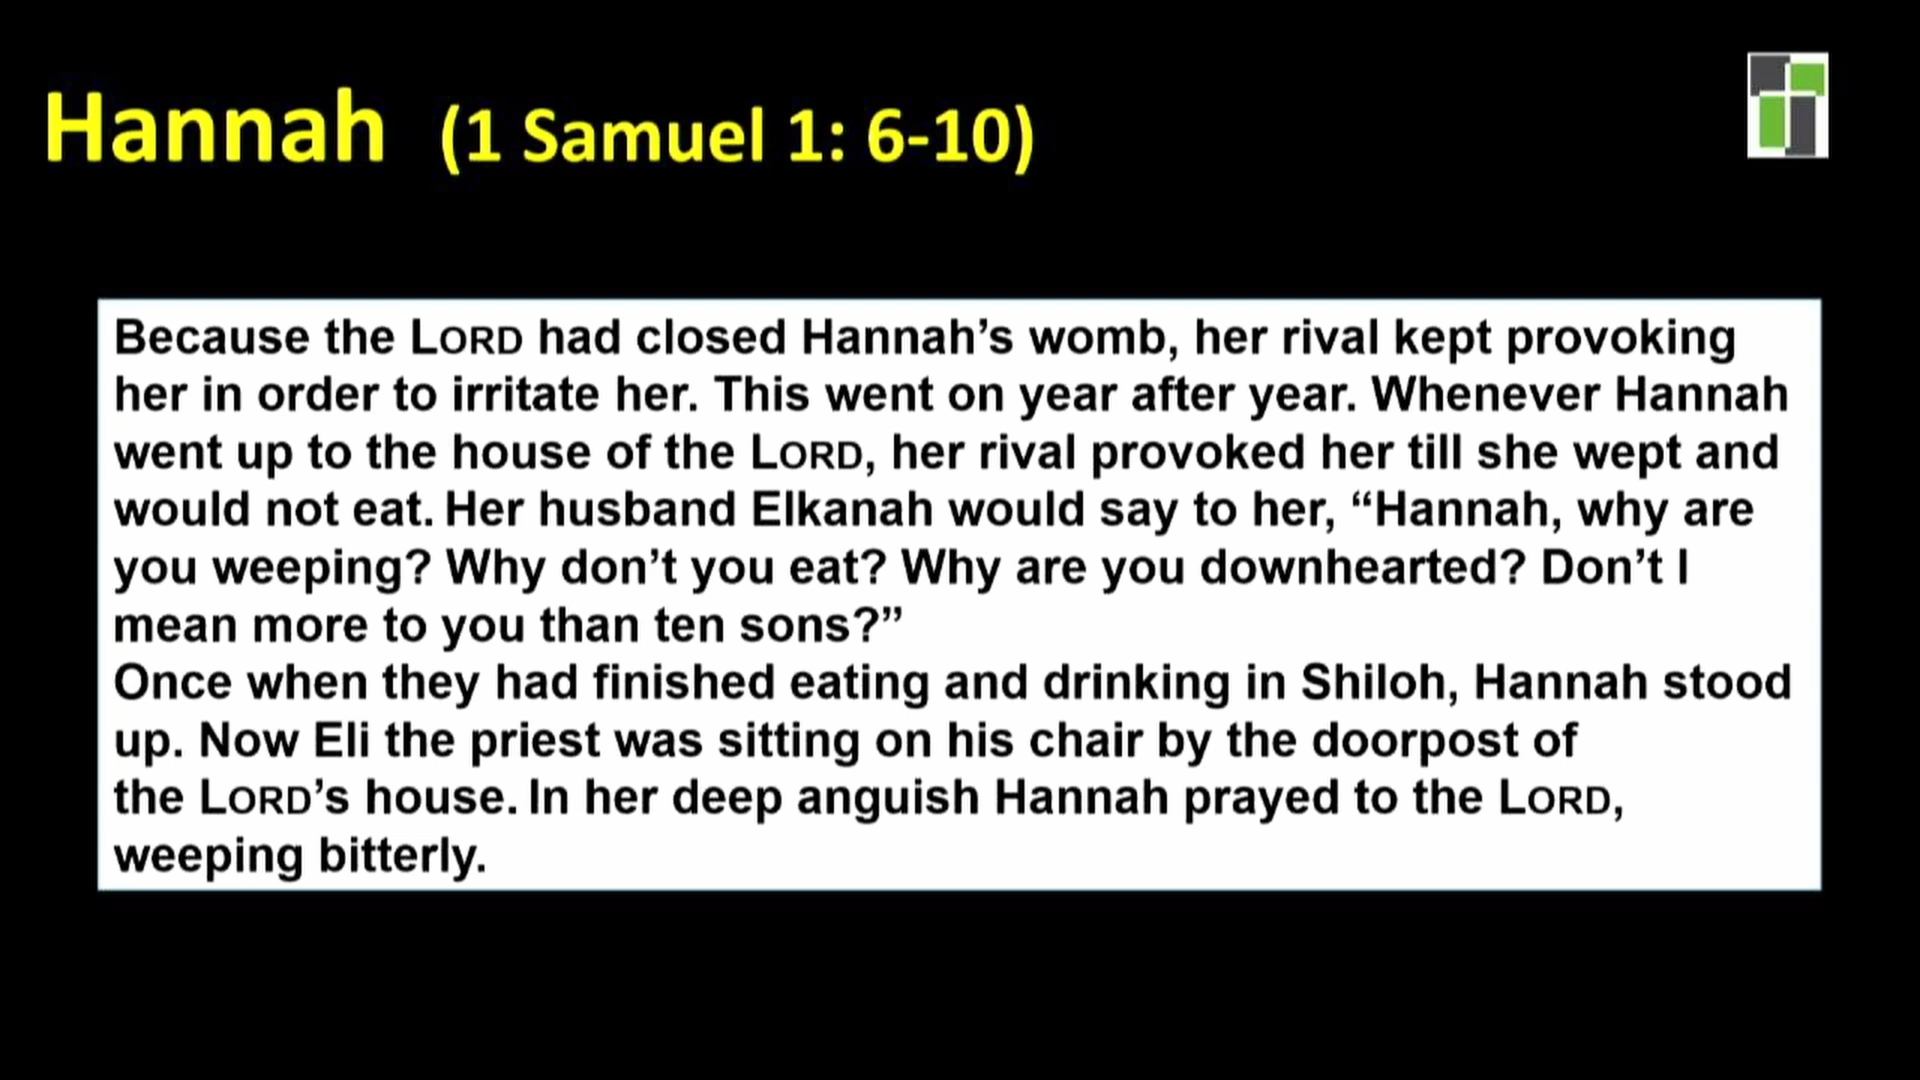 Hannah (1 Samuel 1: 6-10)
Because the LORD had closed Hannah’s womb, her rival kept provoking
her in order to irritate her. This went on year after year. Whenever Hannah
went up to the house of the LORD, her rival provoked her till she wept and
would not eat. Her husband Elkanah would say to her, “Hannah, why are
you weeping? Why don’t you eat? Why are you downhearted? Don’t I
mean more to you than ten sons?”
Once when they had finished eating and drinking in Shiloh, Hannah stood
up. Now Eli the priest was sitting on his chair by the doorpost of
the LORD’s house. In her deep anguish Hannah prayed to the LORD,
weeping bitterly.